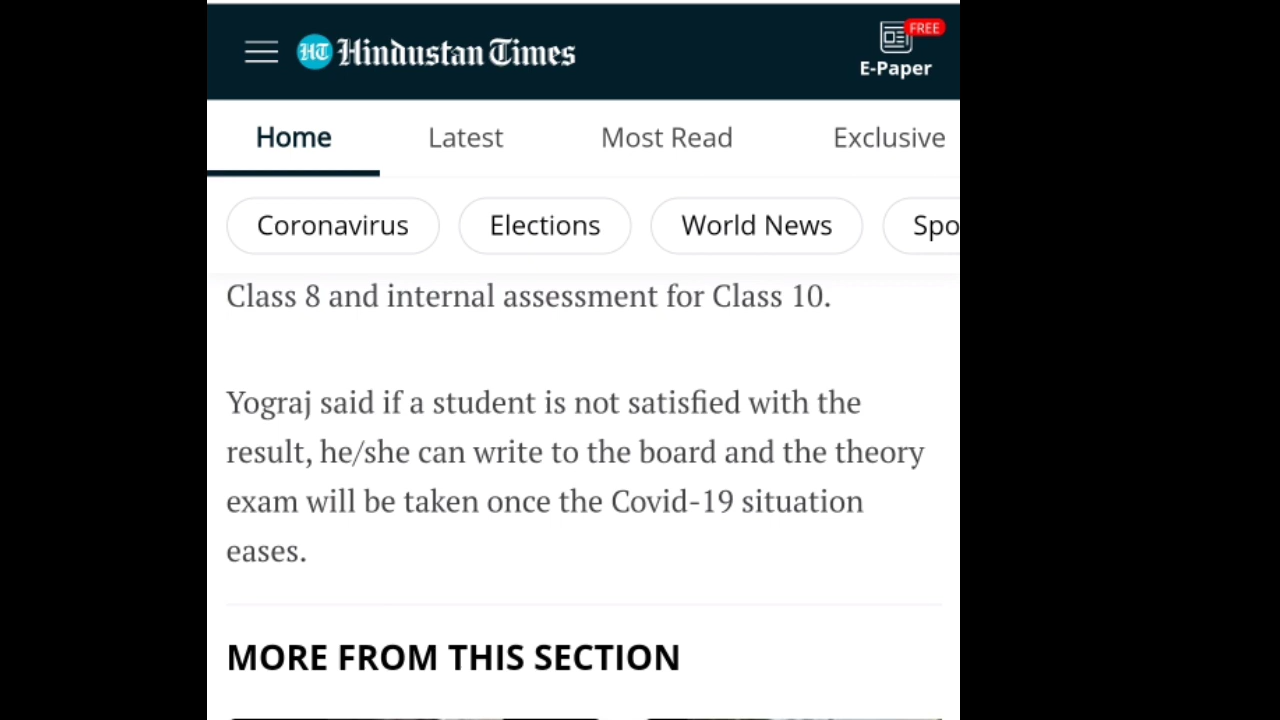 FREE
HT Hindustan Times
E-Paper
Home Latest Most Read Exclusive
Coronavirus Elections World News Spo
Class 8 and internal assessment for Class 10.
Yograj said if a student is not satisfied with the
result, he/she can write to the board and the theory
exam will be taken once the Covid-19 situation
eases.
MORE FROM THIS SECTION